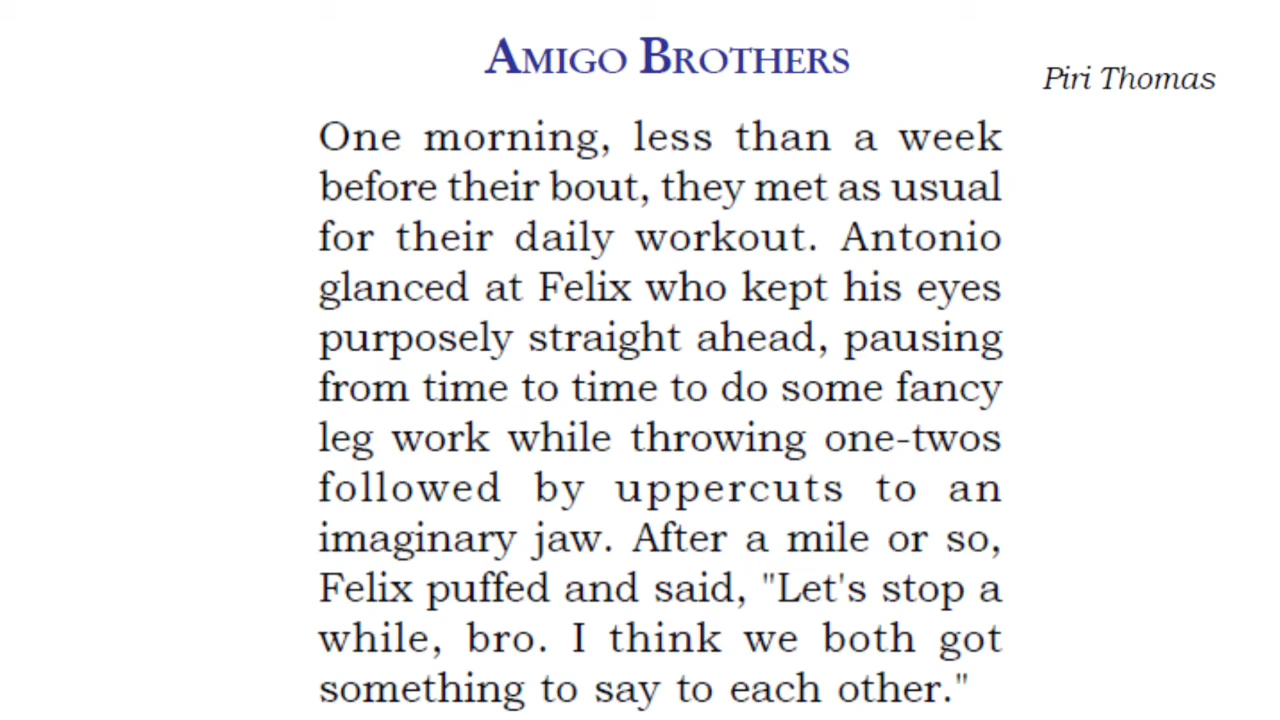 AMIGO BROTHERS
Piri Thomas
One morning, less than a week
before their bout, they met as usual
for their daily workout. Antonio
glanced at Felix who kept his eyes
purposely straight ahead, pausing
from time to time to do some fancy
leg work while throwing one-twos
followed by uppercuts to an
imaginary jaw. After a mile or so,
Felix puffed and said, "Let's stop a
while, bro. I think we both got
something to say to each other."